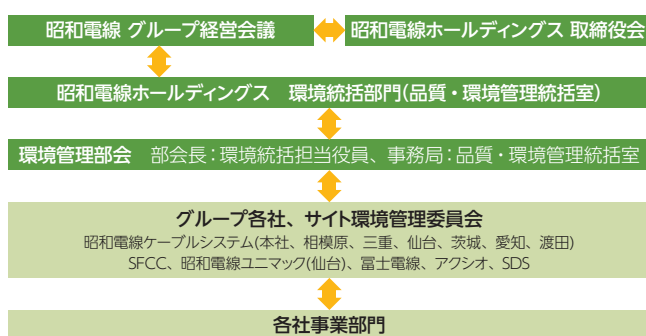 昭和電線 グループ経営会議
昭和電線ホールディングス 取締役会
昭和電線ホールディングス　環境統括部門(品質・環境管理統括室)
環境管理部会　部会長：環境統括担当役員、事務局：品質・環境管理統括室
グループ各社、サイト環境管理委員会
昭和電線ケーブルシステム(本社、相模原、三重、仙台、茨城、愛知、渡田)
SFCC、昭和電線ユニマック(仙台)、冨士電線、アクシオ、SDS
各社事業部門